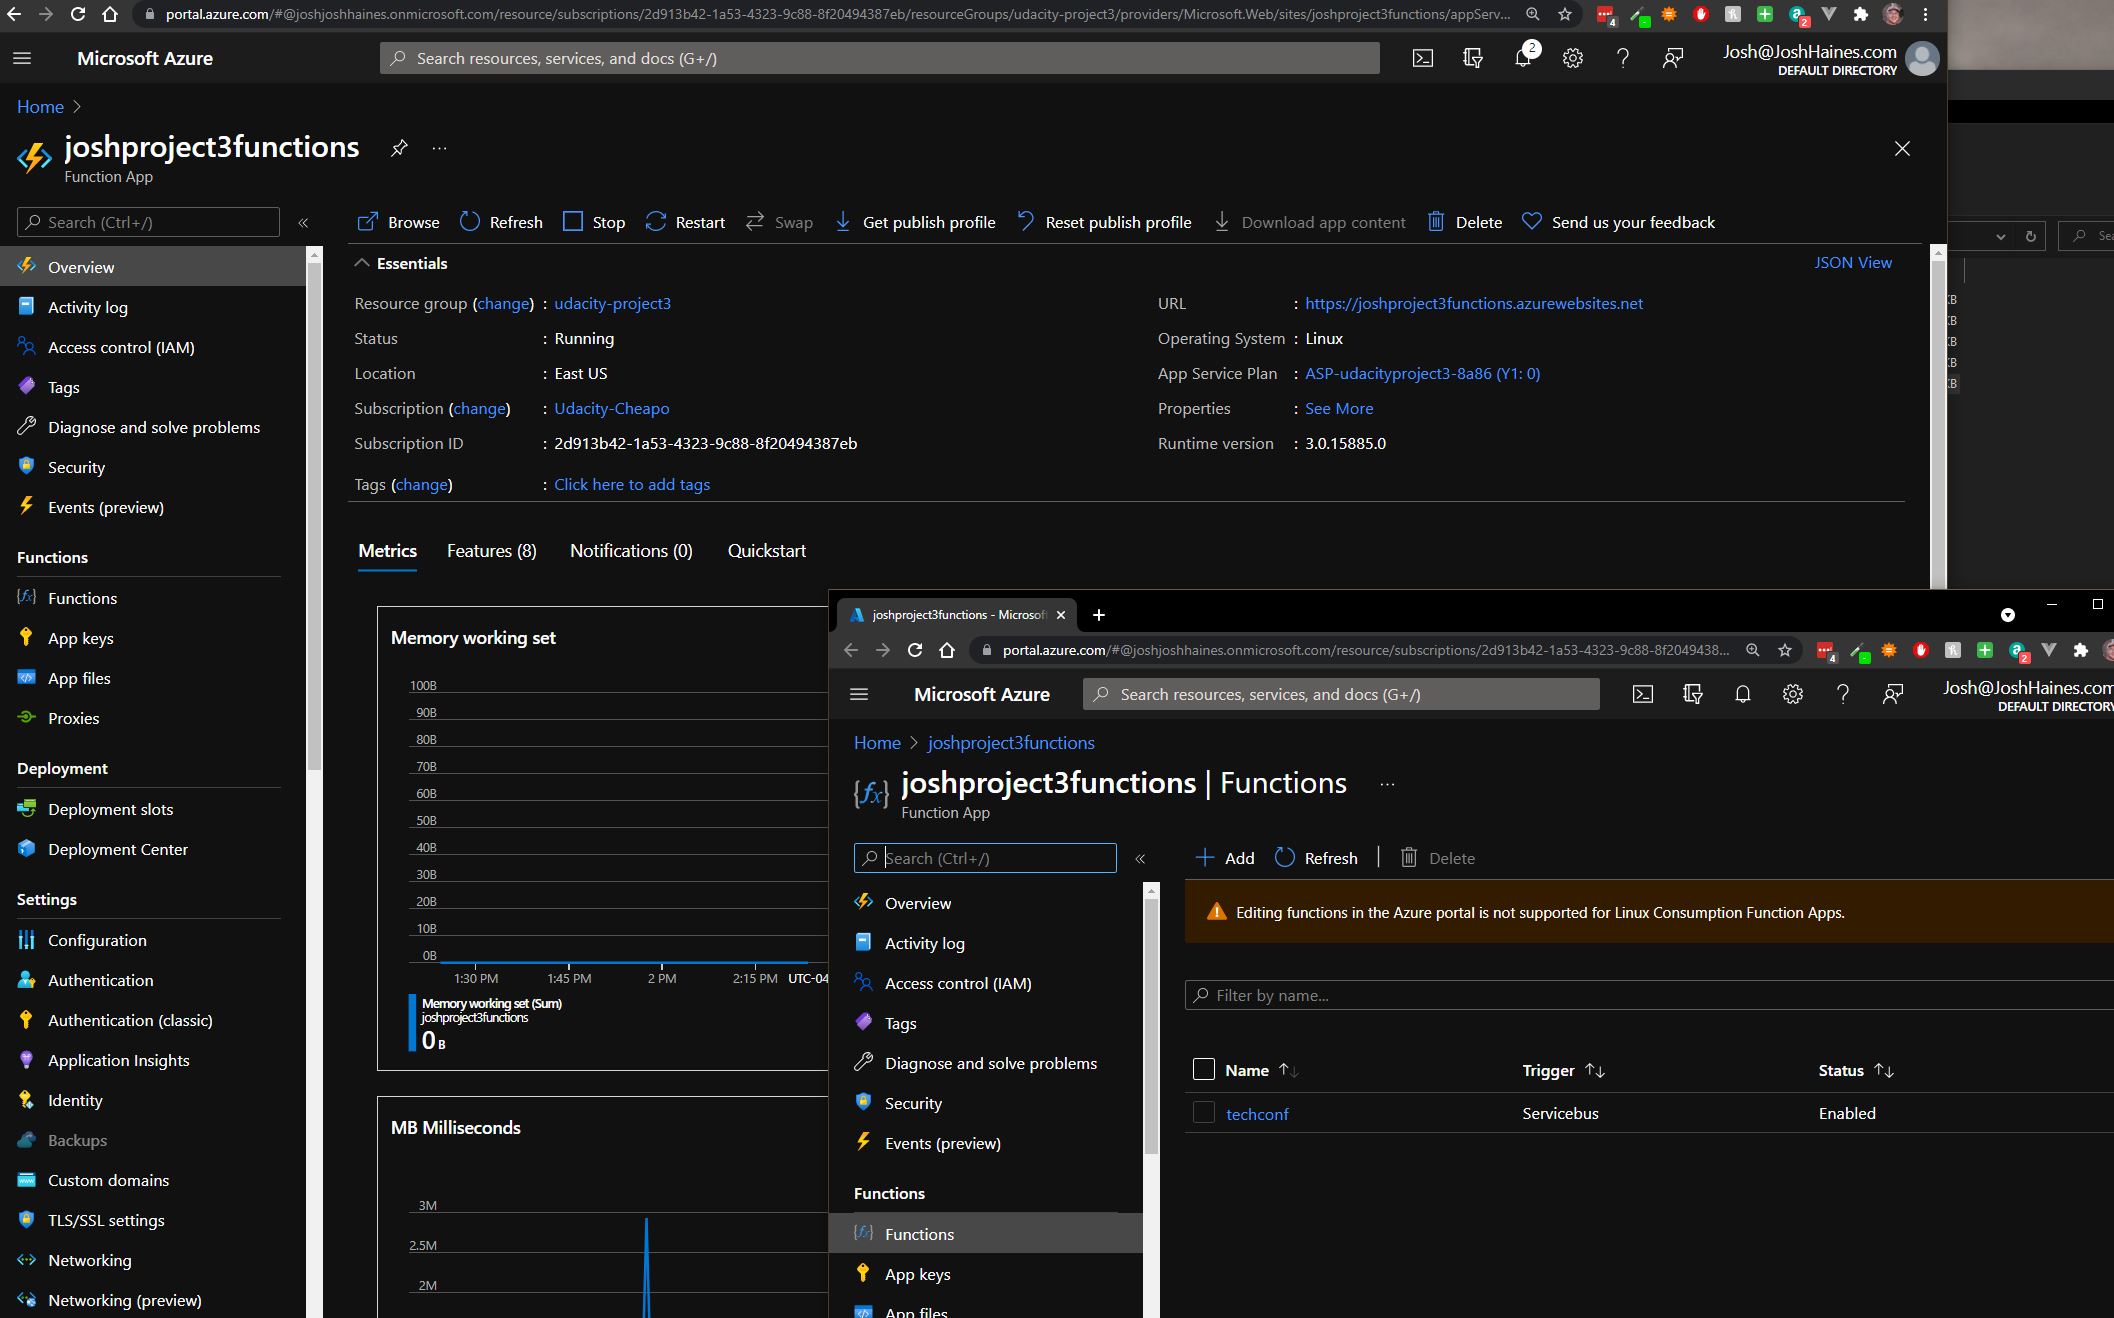 portal.azure.com/#@joshjoshhaines.onmicrosoft.com/resource/subscriptions/2d913b42-1a53-4323-9c88-8f20494387eb/resourceGroups/udacity-project3/providers/Microsoft.Web/sites/joshproject3functions/appServ...
4
2
Microsoft Azure
Search resources, services, and docs (G+/)
2
Josh@JoshHaines.com
DEFAULT DIRECTORY
Home
joshproject3functions
Function App
Search (Ctrl+/)
Browse Refresh Stop Restart Swap Get publish profile Reset publish profile Download app content Delete Send us your feedback
Overview
Activity log
Access control (IAM)
Tags
Diagnose and solve problems
Security
Events (preview)
Functions
Functions
App keys
App files
Proxies
Deployment
Deployment slots
Deployment Center
Settings
Configuration
Authentication
Authentication (classic)
Application Insights
Identity
Backups
Custom domains
TLS/SSL settings
Networking
Networking (preview)
Essentials
JSON View
Resource group (change) : udacity-project3
Status : Running
Location : East US
Subscription (change) : Udacity-Cheapo
Subscription ID : 2d913b42-1a53-4323-9c88-8f20494387eb
Tags (change) : Click here to add tags
URL : https://joshproject3functions.azurewebsites.net
Operating System : Linux
App Service Plan : ASP-udacityproject3-8a86 (Y1: 0)
Properties : See More
Runtime version : 3.0.15885.0
Metrics Features (8) Notifications (0) Quickstart
Memory working set
100B
90B
80B
70B
60B
50B
40B
30B
20B
10B
0B
1:30 PM 1:45 PM 2 PM 2:15 PM UTC-04
Memory working set (Sum)
joshproject3functions
0 B
MB Milliseconds
3M
2.5M
2M
Sea
KB
KB
KB
KB
KB
joshproject3functions - Microsof
portal.azure.com/#@joshjoshhaines.onmicrosoft.com/resource/subscriptions/2d913b42-1a53-4323-9c88-8f2049438...
4
2
Microsoft Azure
Search resources, services, and docs (G+/)
Josh@JoshHaines.com
DEFAULT DIRECTORY
Home > joshproject3functions
joshproject3functions | Functions
Function App
Search (Ctrl+/)
Add Refresh Delete
Overview
Activity log
Access control (IAM)
Tags
Diagnose and solve problems
Security
Events (preview)
Functions
Functions
App keys
App files
Editing functions in the Azure portal is not supported for Linux Consumption Function Apps.
Filter by name...
Name Trigger Status
techconf Servicebus Enabled